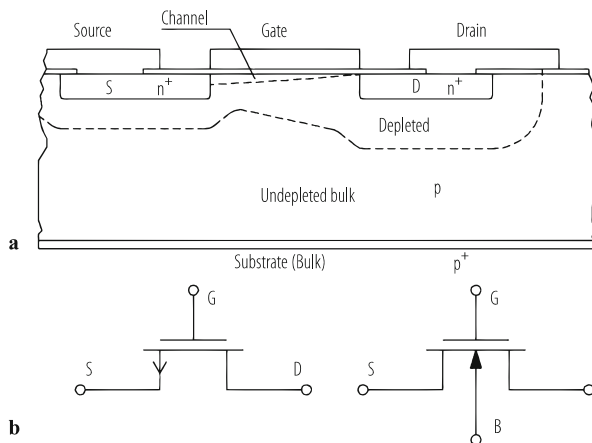 Channel
Source Gate Drain
S n+ D n+
Depleted
Undepleted bulk p
a
Substrate (Bulk) p+
G G
S D S
b B